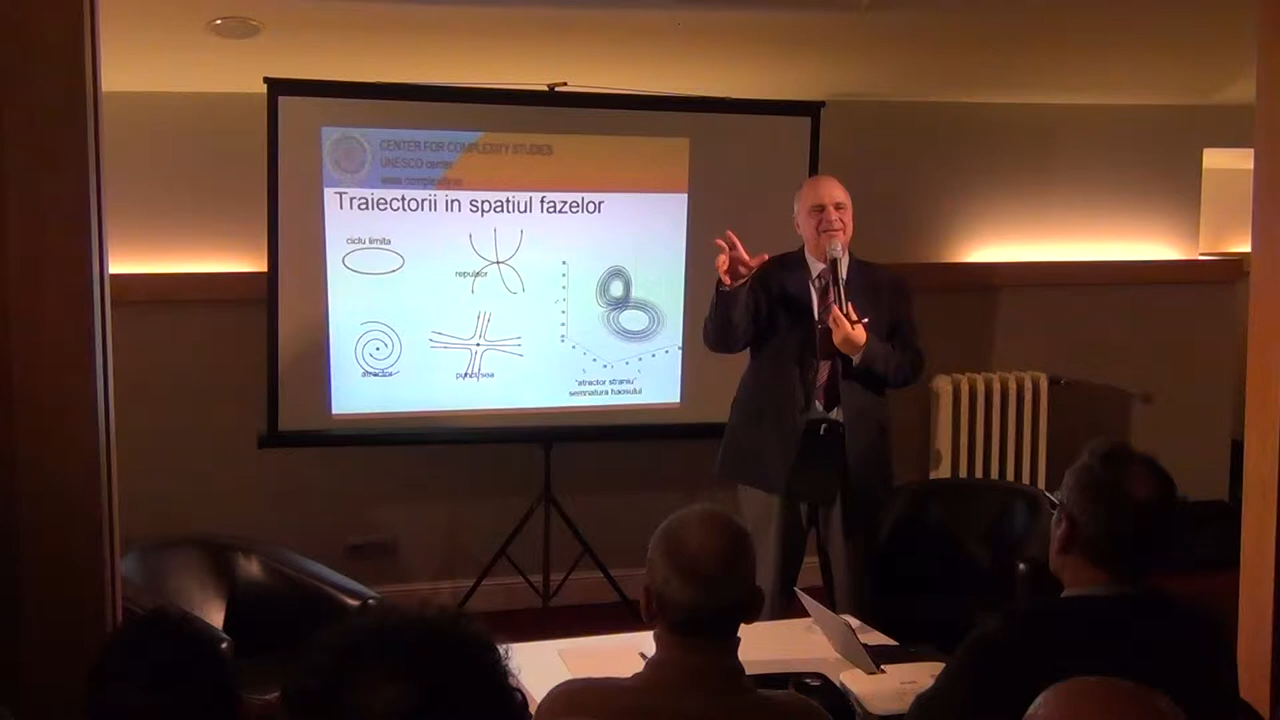 CENTER FOR COMPLEXITY STUDIES
UNESCO center
Traiectorii in spatiul fazelor
ciclu limita
repulsor
atractor
punct sea
"atractor straniu"
semnatura haosului